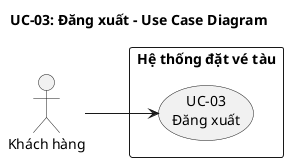 UC-03: Đăng xuất - Use Case Diagram
Hệ thống đặt vé tàu
UC-03
Đăng xuất
Khách hàng